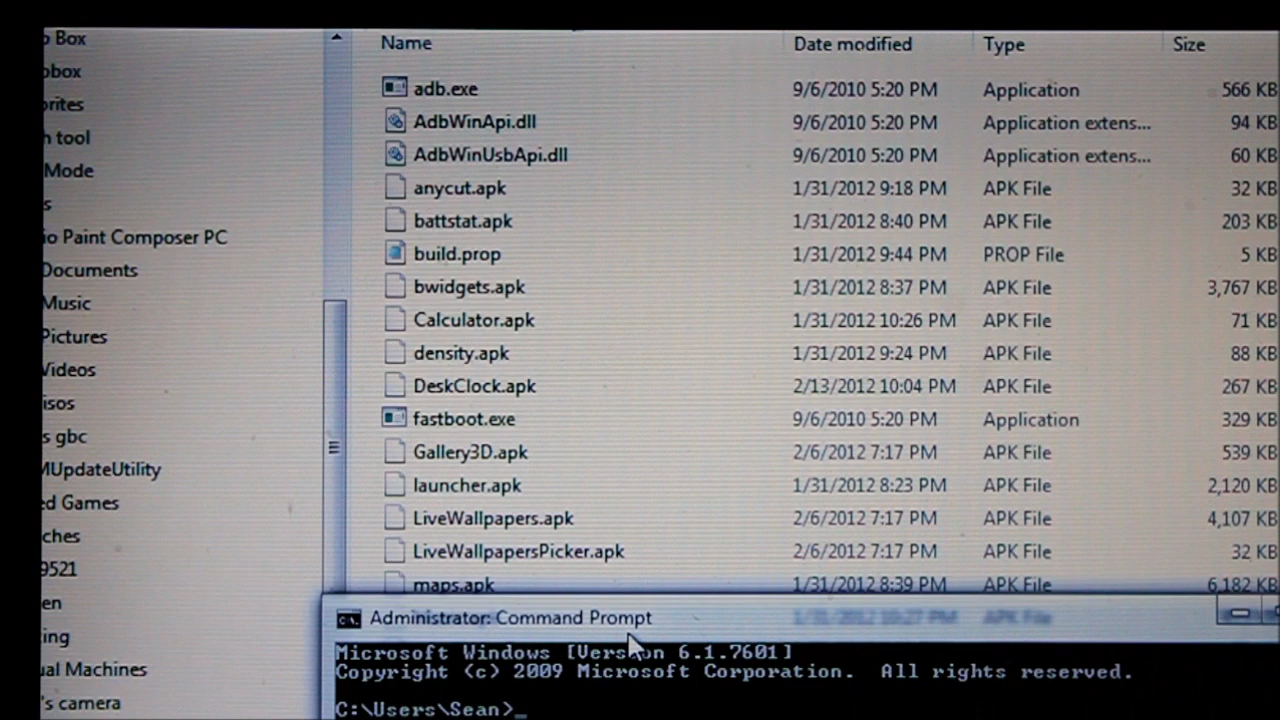 Box
Name Date modified Type Size
adb.exe 9/6/2010 5:20 PM Application 566 KB
AdbWinApi.dll 9/6/2010 5:20 PM Application extens... 94 KB
AdbWinUsbApi.dll 9/6/2010 5:20 PM Application extens... 60 KB
anycut.apk 1/31/2012 9:18 PM APK File 32 KB
battstat.apk 1/31/2012 8:40 PM APK File 203 KB
build.prop 1/31/2012 9:44 PM PROP File 5 KB
bwidgets.apk 1/31/2012 8:37 PM APK File 3,767 KB
Calculator.apk 1/31/2012 10:26 PM APK File 71 KB
density.apk 1/31/2012 9:24 PM APK File 88 KB
DeskClock.apk 2/13/2012 10:04 PM APK File 267 KB
fastboot.exe 9/6/2010 5:20 PM Application 329 KB
Gallery3D.apk 2/6/2012 7:17 PM APK File 539 KB
launcher.apk 1/31/2012 8:23 PM APK File 2,120 KB
LiveWallpapers.apk 2/6/2012 7:17 PM APK File 4,107 KB
LiveWallpapersPicker.apk 2/6/2012 7:17 PM APK File 32 KB
maps.apk 1/31/2012 8:39 PM APK File 6,182 KB
obox
orites
h tool
Mode
s
io Paint Composer PC
Documents
Music
Pictures
Videos
isos
s gbc
MUpdateUtility
ed Games
ches
9521
en
ing
ual Machines
's camera
Administrator: Command Prompt
Microsoft Windows [Version 6.1.7601]
Copyright (c) 2009 Microsoft Corporation. All rights reserved.
C:\Users\Sean>_